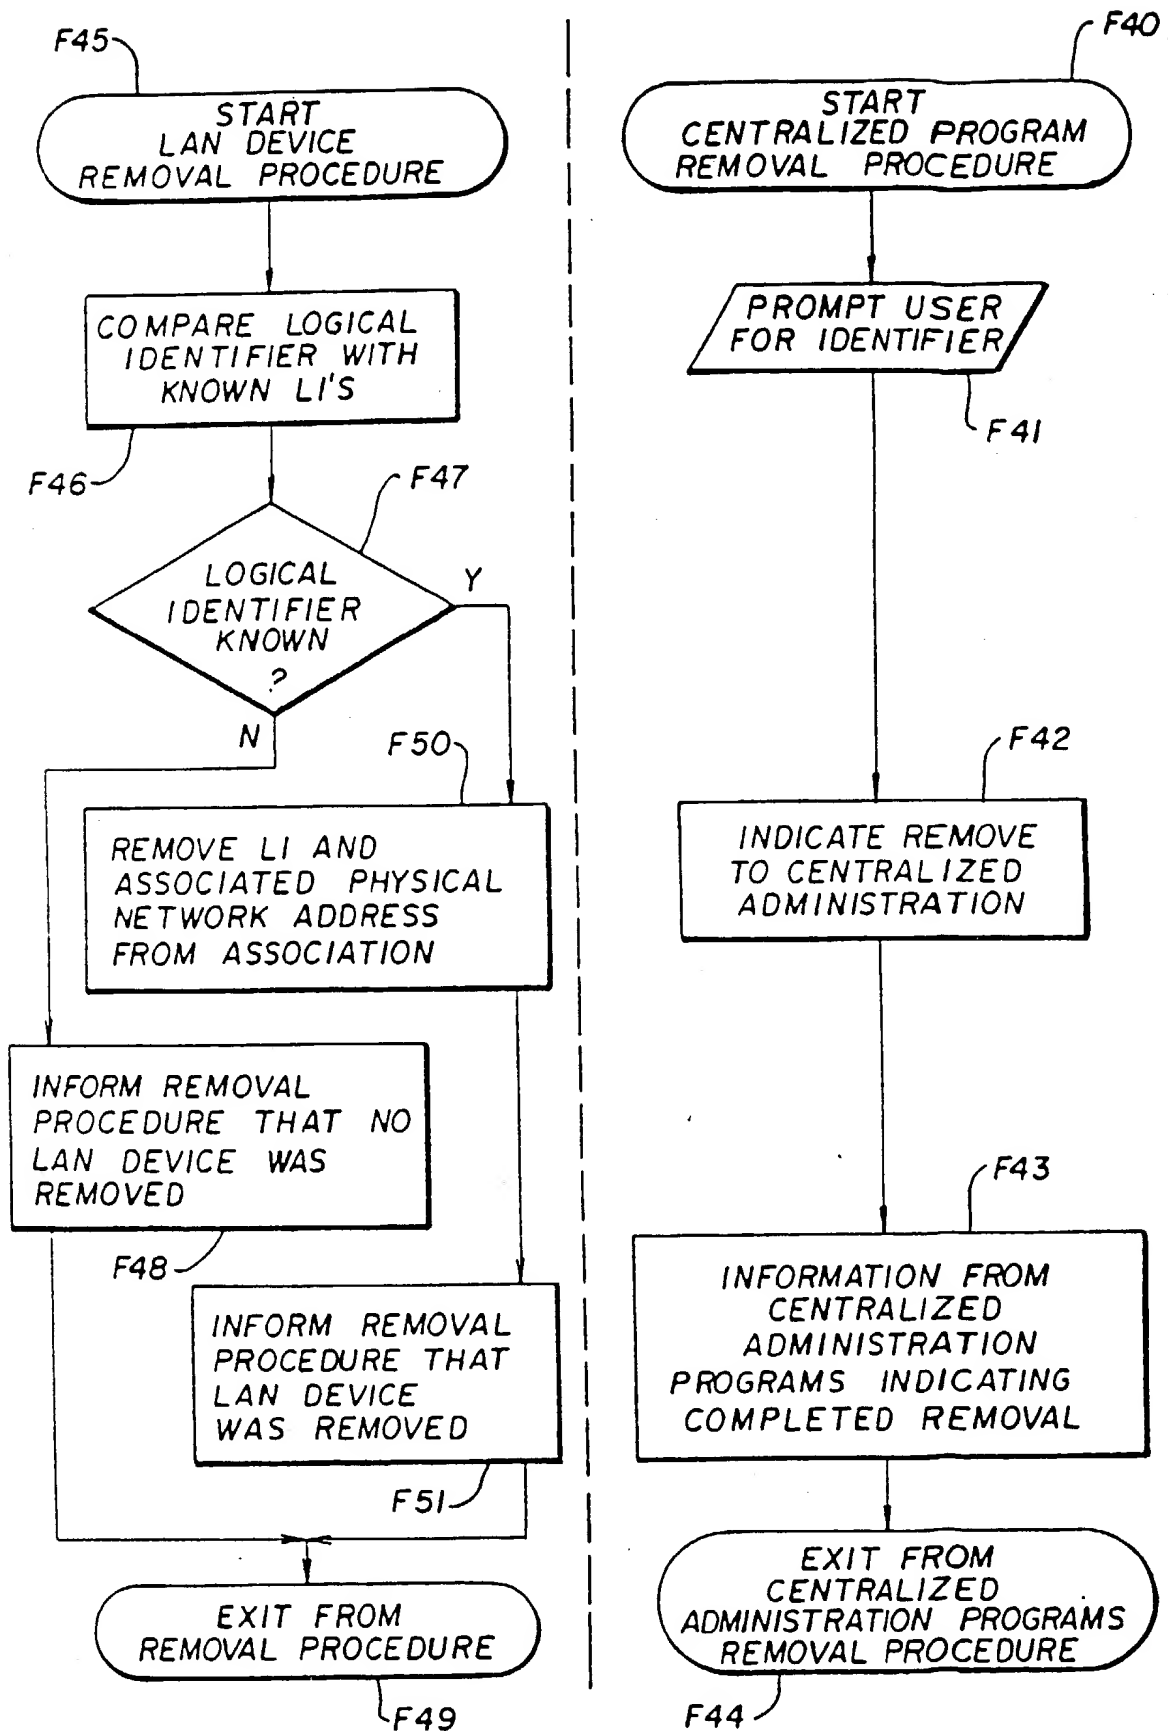 F45
START
LAN DEVICE
REMOVAL PROCEDURE
COMPARE LOGICAL
IDENTIFIER WITH
KNOWN LI'S
F46
F47
LOGICAL
IDENTIFIER
KNOWN
?
Y
N
F50
REMOVE LI AND
ASSOCIATED PHYSICAL
NETWORK ADDRESS
FROM ASSOCIATION
INFORM REMOVAL
PROCEDURE THAT NO
LAN DEVICE WAS
REMOVED
F48
INFORM REMOVAL
PROCEDURE THAT
LAN DEVICE
WAS REMOVED
F51
EXIT FROM
REMOVAL PROCEDURE
F49
F40
START
CENTRALIZED PROGRAM
REMOVAL PROCEDURE
PROMPT USER
FOR IDENTIFIER
F41
F42
INDICATE REMOVE
TO CENTRALIZED
ADMINISTRATION
F43
INFORMATION FROM
CENTRALIZED
ADMINISTRATION
PROGRAMS INDICATING
COMPLETED REMOVAL
EXIT FROM
CENTRALIZED
ADMINISTRATION PROGRAMS
REMOVAL PROCEDURE
F44